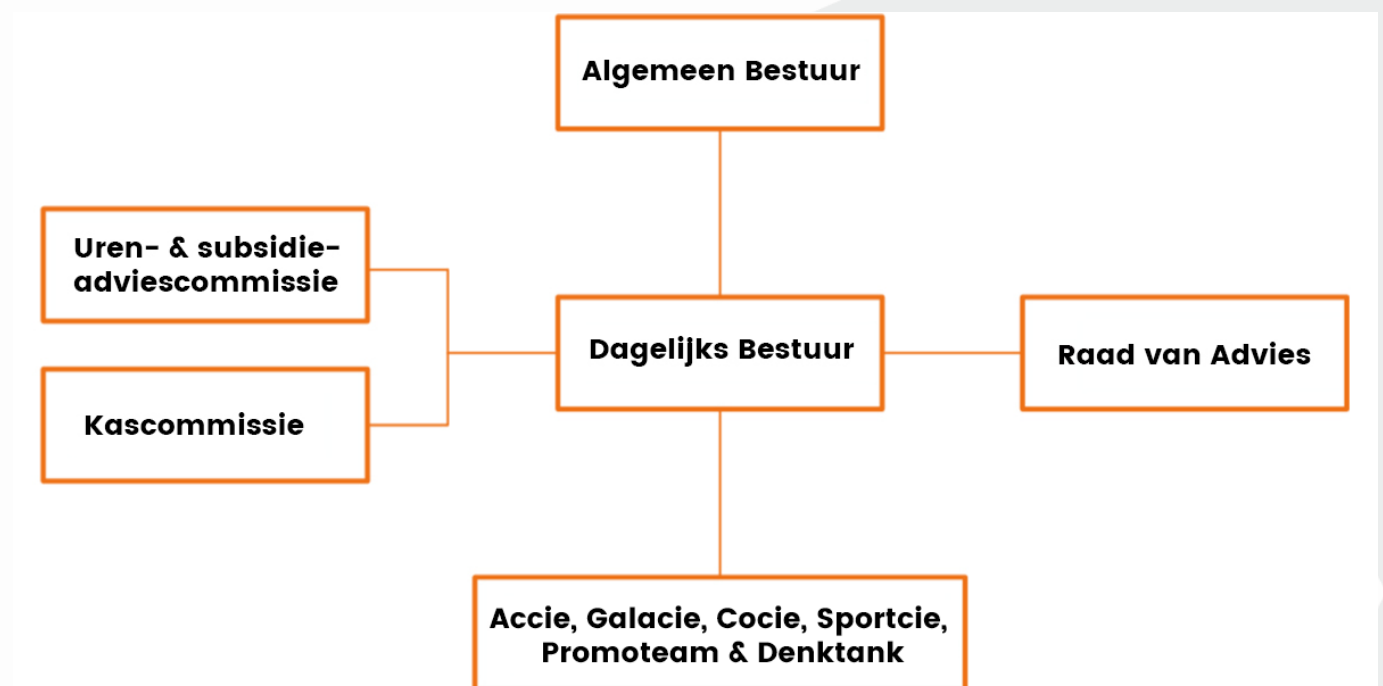 Algemeen Bestuur
Uren- & subsidie-
adviescommissie
Dagelijks Bestuur
Raad van Advies
Kascommissie
Accie, Galacie, Cocie, Sportcie,
Promoteam & Denktank